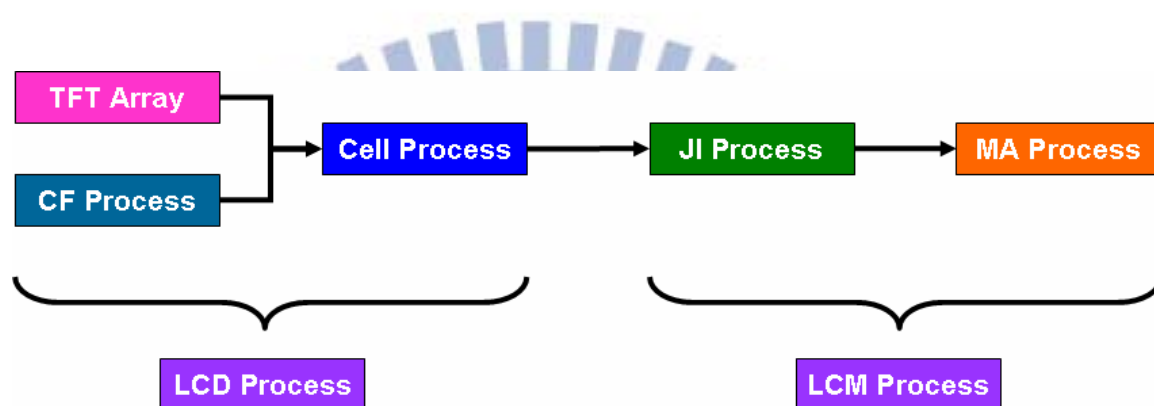 TFT Array
CF Process
Cell Process
JI Process
MA Process
LCD Process
LCM Process